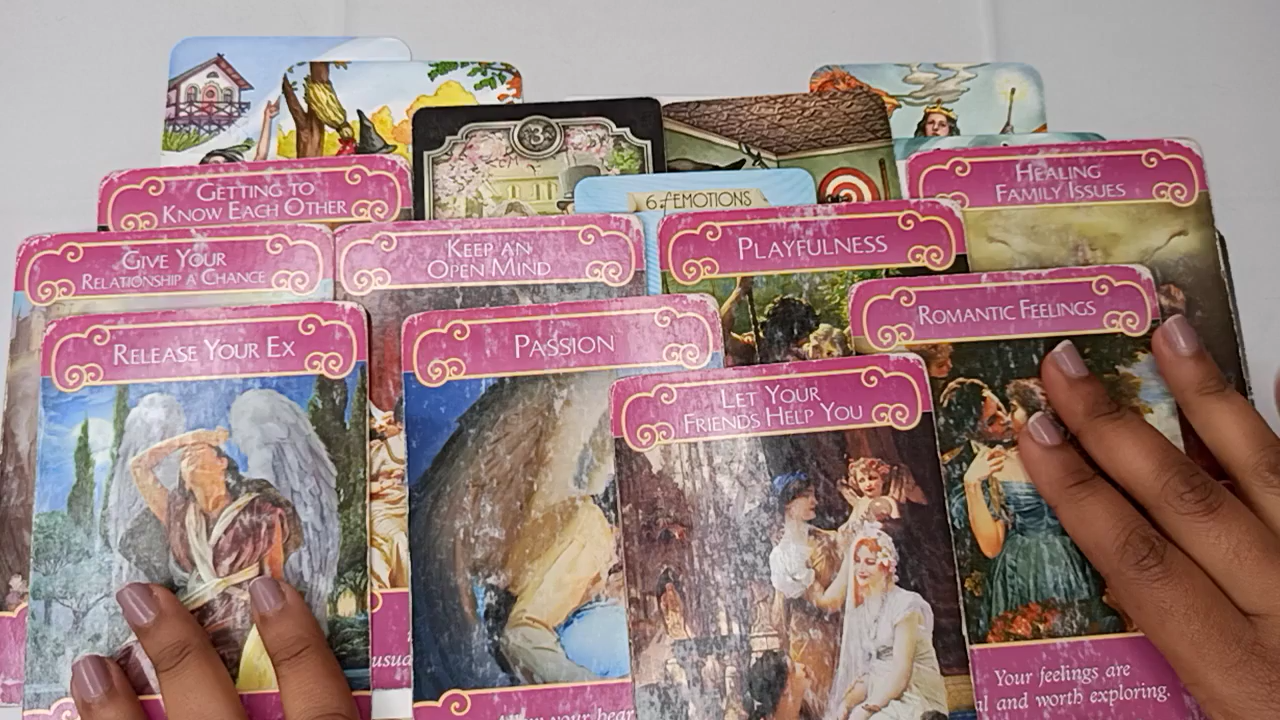 3
6 of EMOTIONS
GETTING TO
KNOW EACH OTHER
HEALING
FAMILY ISSUES
GIVE YOUR
RELATIONSHIP A CHANCE
KEEP AN
OPEN MIND
PLAYFULNESS
ROMANTIC FEELINGS
RELEASE YOUR EX
PASSION
LET YOUR
FRIENDS HELP YOU
Your feelings are
and worth exploring.
your